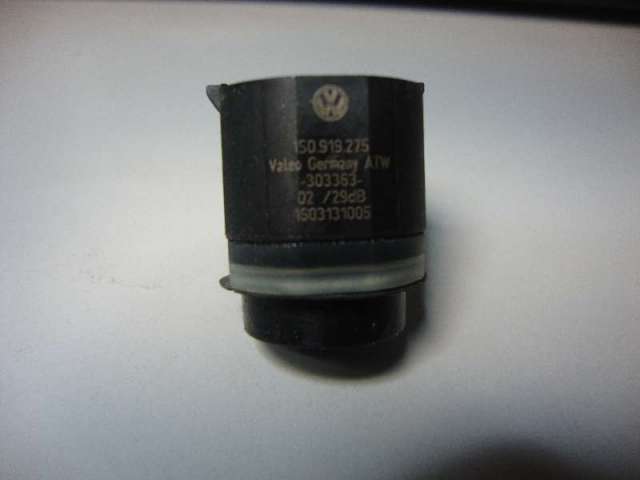 1S0.919.275
Valeo Germany ATW
-303363-
02 /29dB
1503131005